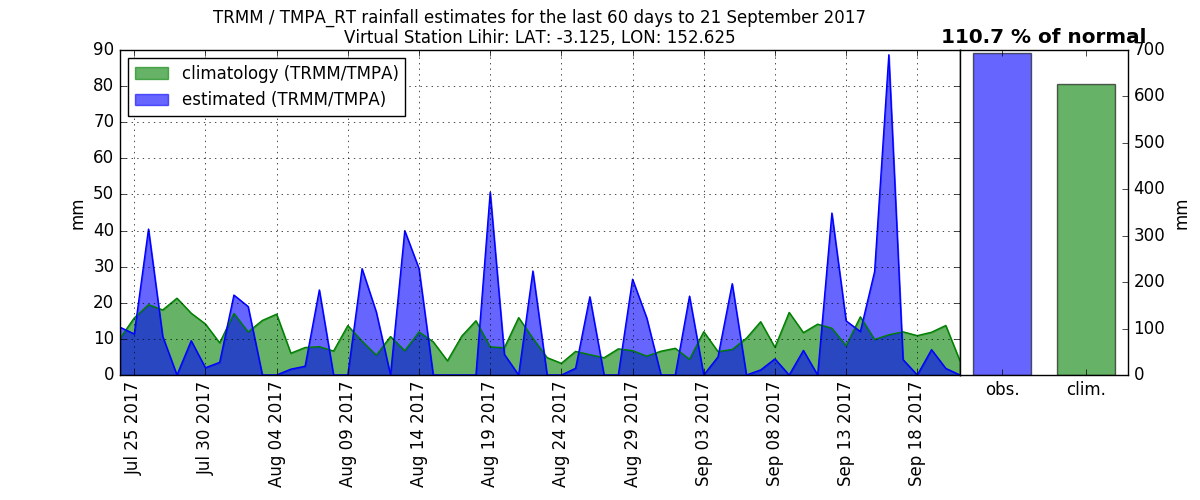 TRMM / TMPA_RT rainfall estimates for the last 60 days to 21 September 2017
Virtual Station Lihir: LAT: -3.125, LON: 152.625
110.7 % of normal
climatology (TRMM/TMPA)
estimated (TRMM/TMPA)
90
80
70
60
50
40
30
20
10
0
mm
Jul 25 2017
Jul 30 2017
Aug 04 2017
Aug 09 2017
Aug 14 2017
Aug 19 2017
Aug 24 2017
Aug 29 2017
Sep 03 2017
Sep 08 2017
Sep 13 2017
Sep 18 2017
obs.
clim.
700
600
500
400
300
200
100
0
mm